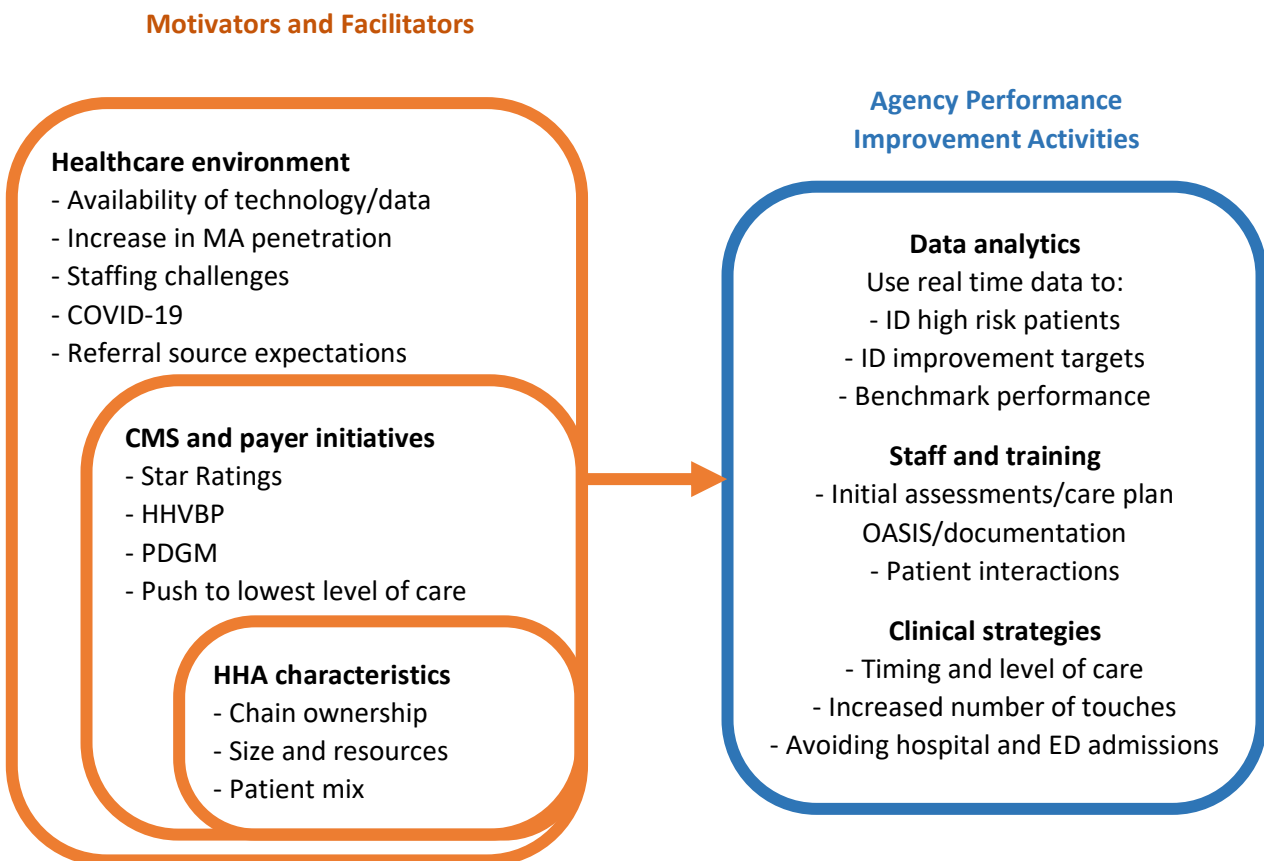 Motivators and Facilitators
Healthcare environment
- Availability of technology/data
- Increase in MA penetration
- Staffing challenges
- COVID-19
- Referral source expectations
CMS and payer initiatives
- Star Ratings
- HHVBP
- PDGM
- Push to lowest level of care
HHA characteristics
- Chain ownership
- Size and resources
- Patient mix
Agency Performance
Improvement Activities
Data analytics
Use real time data to:
- ID high risk patients
- ID improvement targets
- Benchmark performance
Staff and training
- Initial assessments/care plan
OASIS/documentation
- Patient interactions
Clinical strategies
- Timing and level of care
- Increased number of touches
- Avoiding hospital and ED admissions